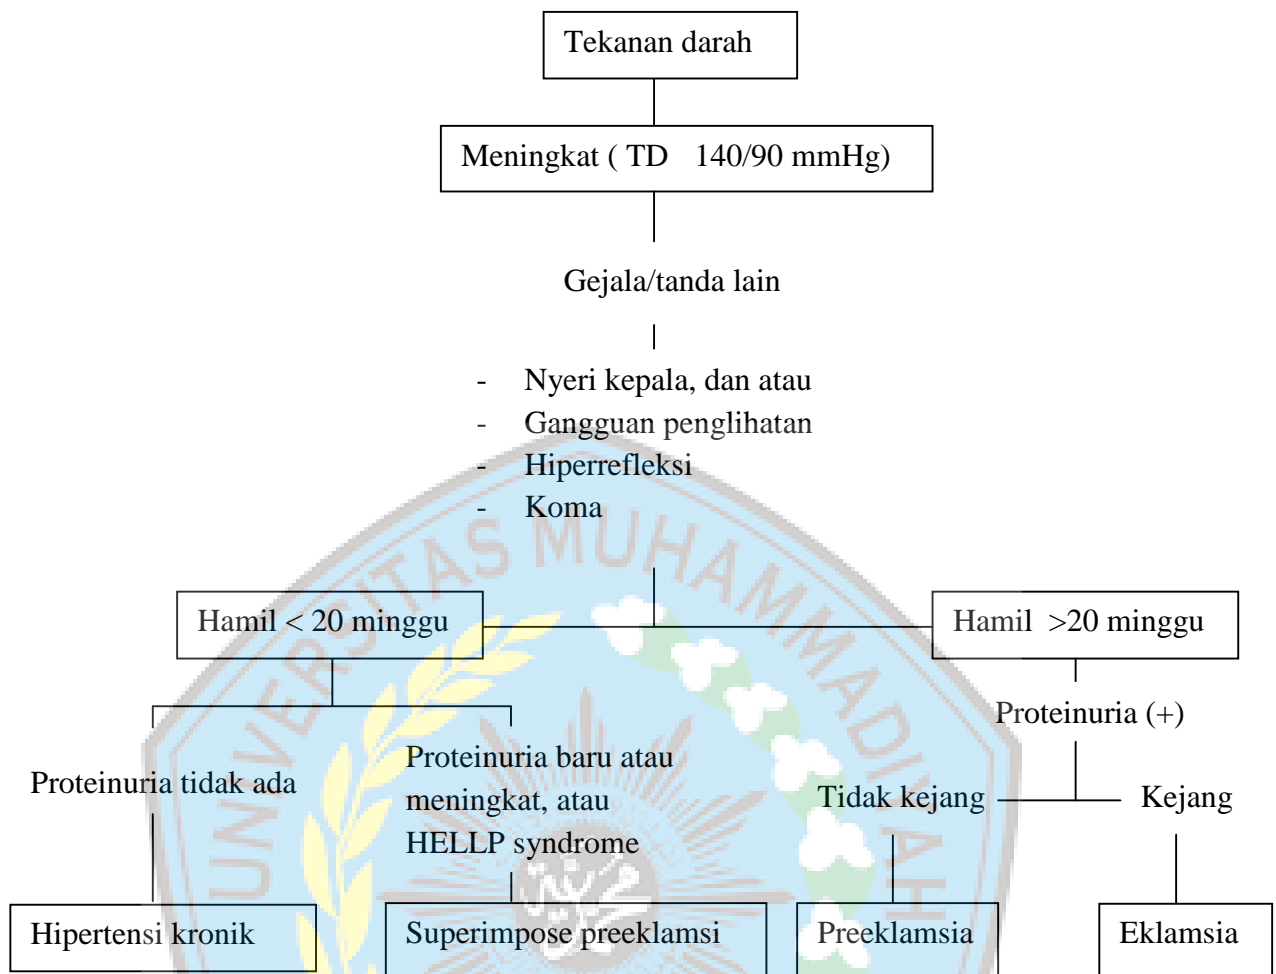 Tekanan darah
Meningkat ( TD 140/90 mmHg)
Gejala/tanda lain
- Nyeri kepala, dan atau
- Gangguan penglihatan
- Hiperrefleksi
- Koma
UNIVERSITAS MUHAMMADIYAH
Hamil < 20 minggu
Hamil >20 minggu
Proteinuria (+)
Proteinuria tidak ada
Proteinuria baru atau
meningkat, atau
HELLP syndrome
Tidak kejang
Kejang
Hipertensi kronik
Superimpose preeklamsi
Preeklamsia
Eklamsia